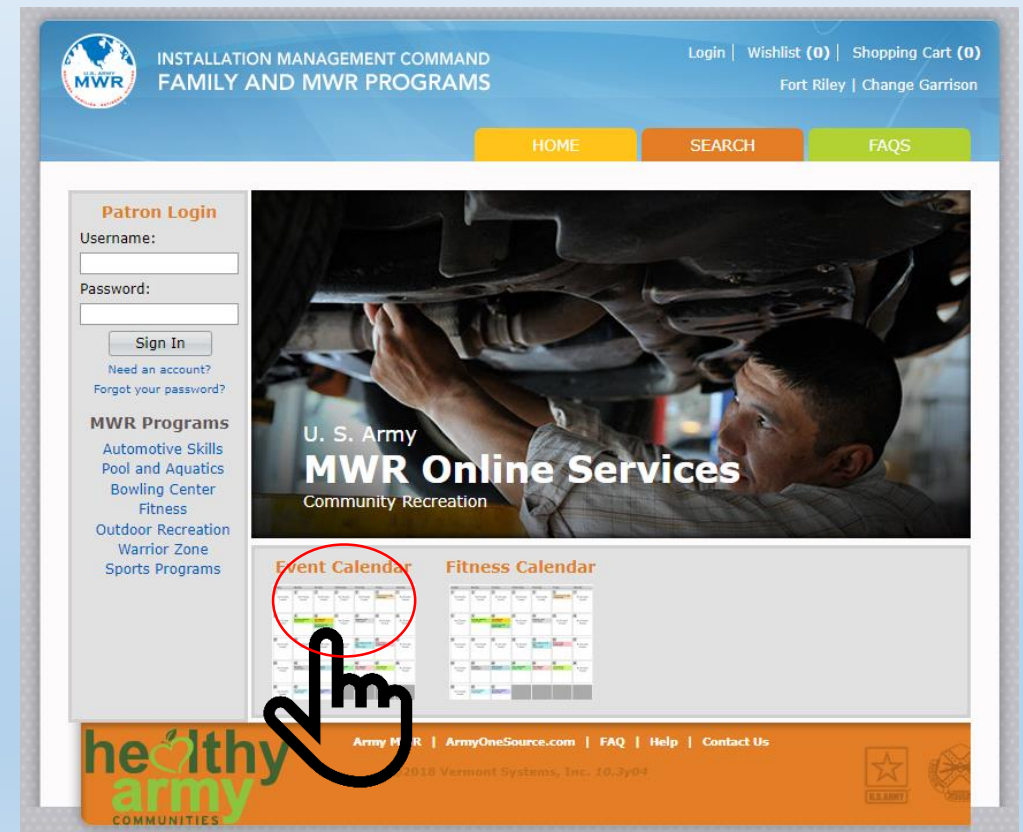 U.S. ARMY
MWR
INSTALLATION MANAGEMENT COMMAND
FAMILY AND MWR PROGRAMS
Login | Wishlist (0) | Shopping Cart (0)
Fort Riley | Change Garrison
HOME
SEARCH
FAQS
Patron Login
Username:
Password:
Sign In
Need an account?
Forgot your password?
MWR Programs
Automotive Skills
Pool and Aquatics
Bowling Center
Fitness
Outdoor Recreation
Warrior Zone
Sports Programs
U. S. Army
MWR Online Services
Community Recreation
Event Calendar
Fitness Calendar
healthy
army
COMMUNITIES
Army MWR | ArmyOneSource.com | FAQ | Help | Contact Us
2018 Vermont Systems, Inc. 10.3y04
U.S.ARMY